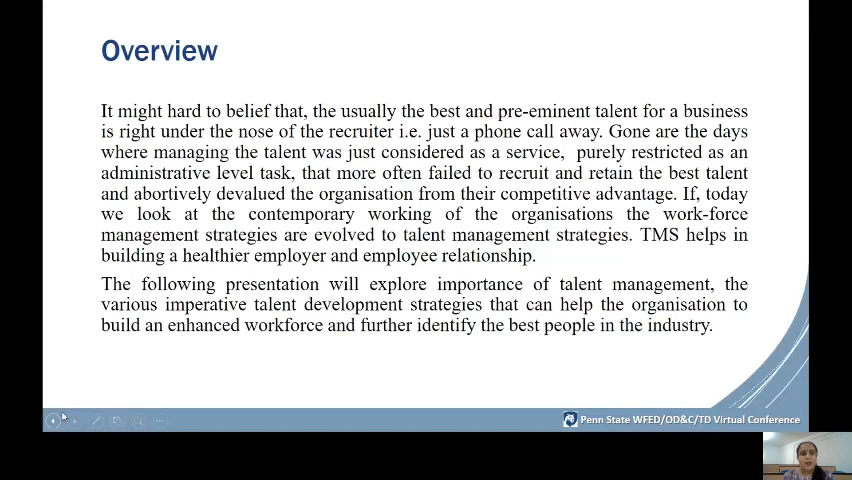 Overview
It might hard to belief that, the usually the best and pre-eminent talent for a business
is right under the nose of the recruiter i.e. just a phone call away. Gone are the days
where managing the talent was just considered as a service, purely restricted as an
administrative level task, that more often failed to recruit and retain the best talent
and abortively devalued the organisation from their competitive advantage. If, today
we look at the contemporary working of the organisations the work-force
management strategies are evolved to talent management strategies. TMS helps in
building a healthier employer and employee relationship.
The following presentation will explore importance of talent management, the
various imperative talent development strategies that can help the organisation to
build an enhanced workforce and further identify the best people in the industry.
Penn State WFED/OD&C/TD Virtual Conference